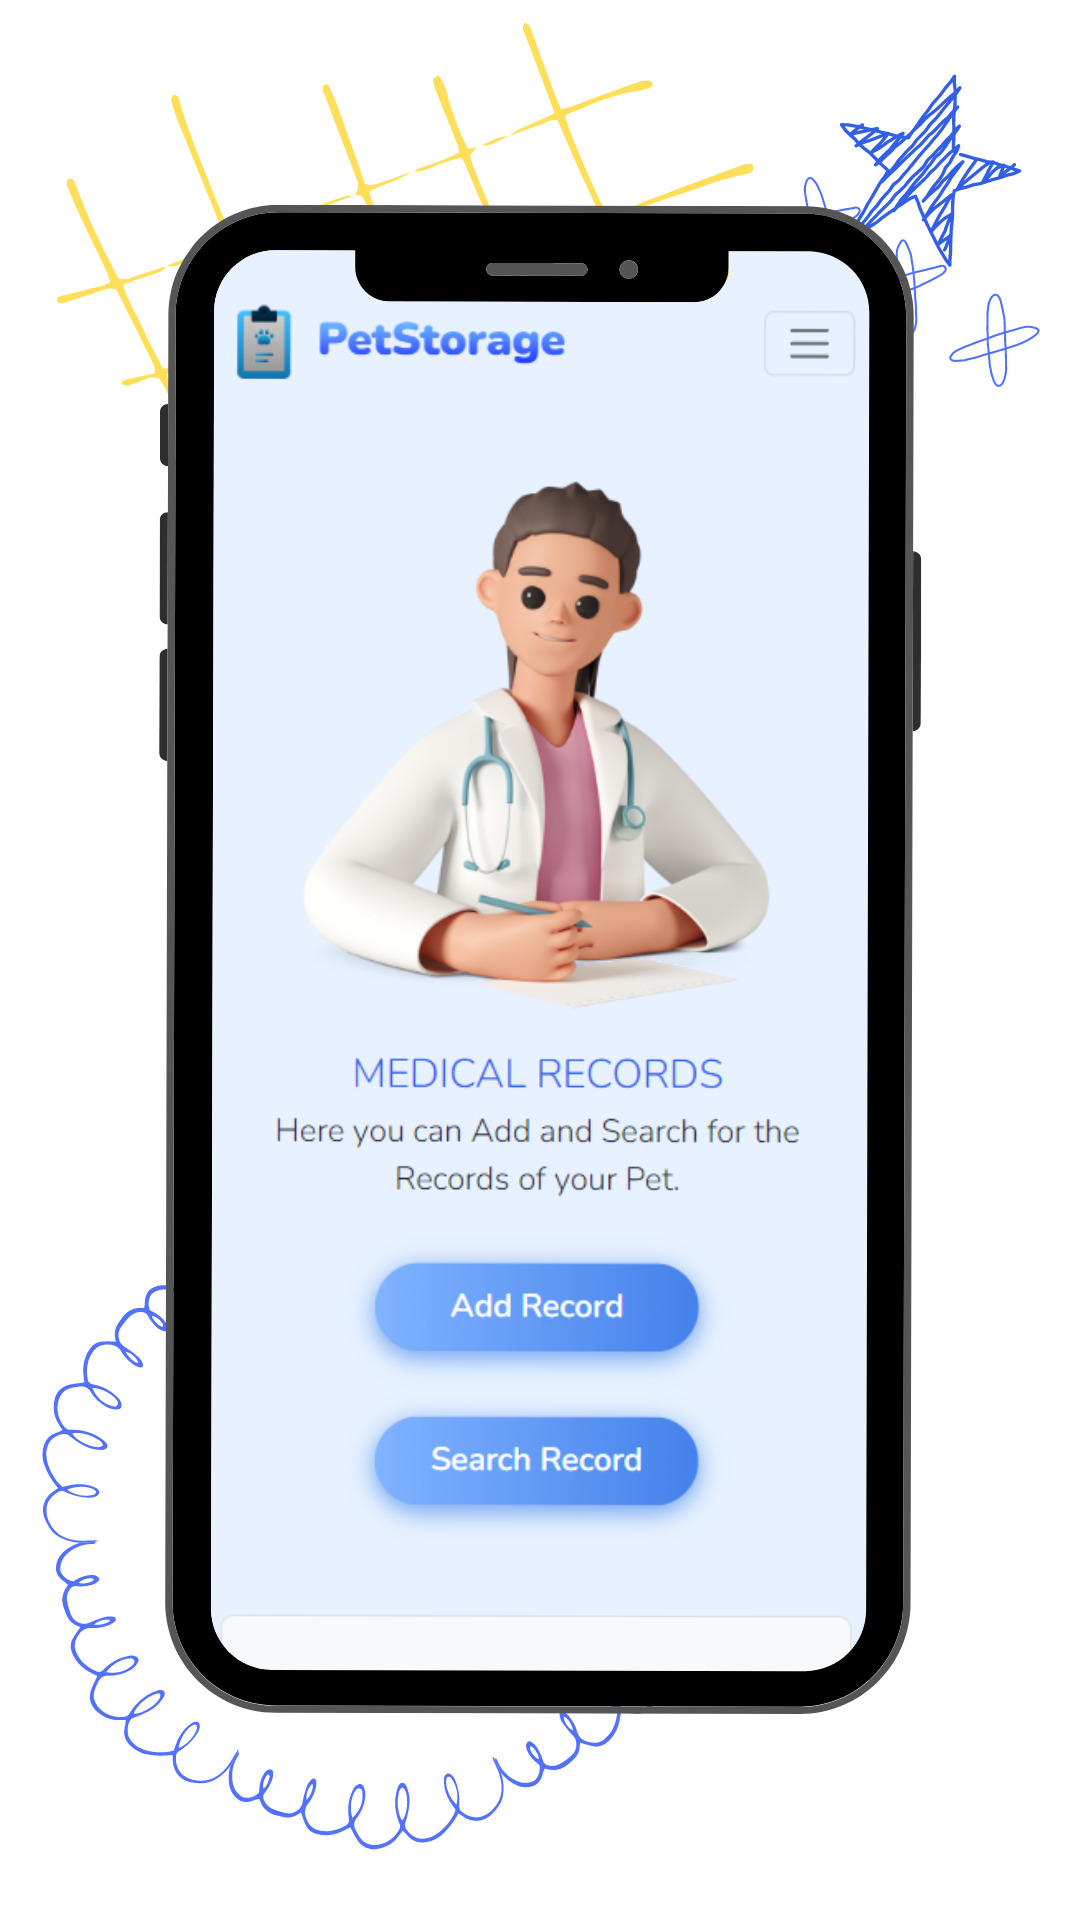 PetStorage
MEDICAL RECORDS
Here you can Add and Search for the
Records of your Pet.
Add Record
Search Record